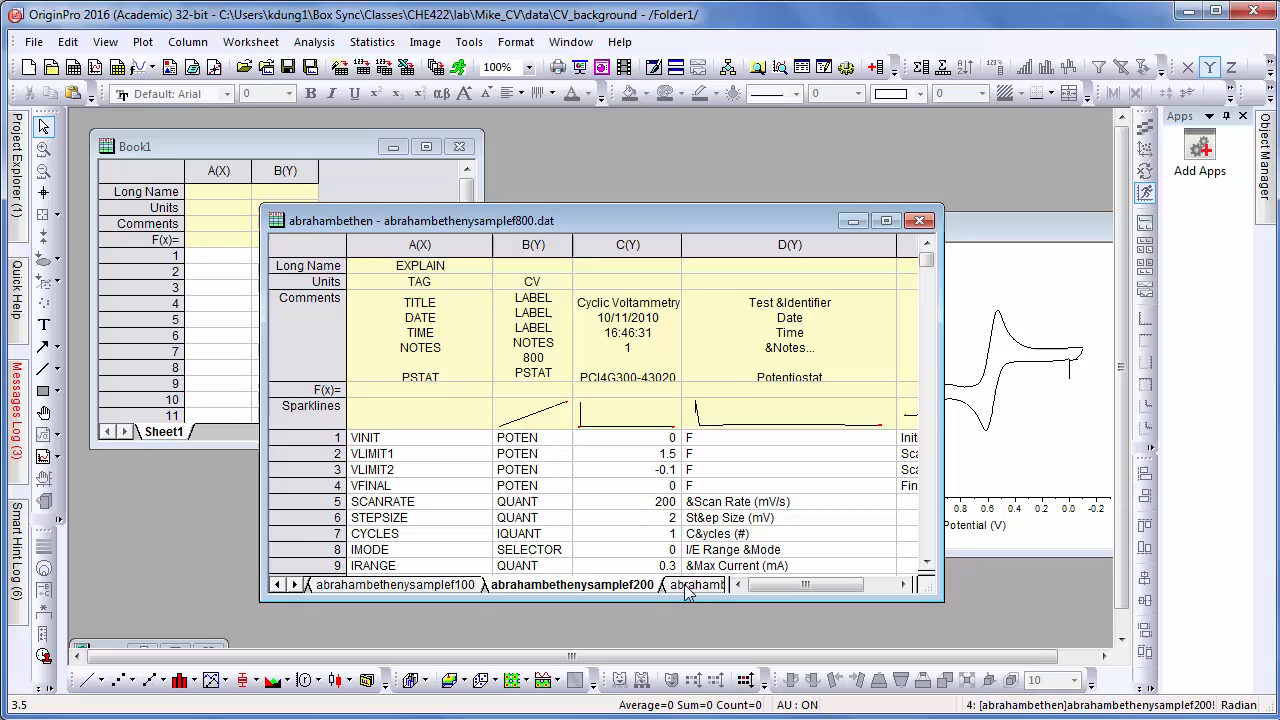 OriginPro 2016 (Academic) 32-bit - C:\Users\kdung1\Box Sync\Classes\CHE422\lab\Mike_CV\data\CV_background - /Folder1/
File Edit View Plot Column Worksheet Analysis Statistics Image Tools Format Window Help
100%
Default: Arial 0 B I U 0 0
X Y Z
Project Explorer (1)
Quick Help
Messages Log (3)
Smart Hint Log (6)
Apps
Add Apps
Object Manager
Book1
A(X) B(Y)
Long Name
Units
Comments
F(x)=
1
2
3
4
5
6
7
8
9
10
11
Sheet1
abrahambethen - abrahambethenysamplef800.dat
A(X) B(Y) C(Y) D(Y)
Long Name EXPLAIN
Units TAG CV
Comments TITLE LABEL Cyclic Voltammetry Test &Identifier
DATE LABEL 10/11/2010 Date
TIME LABEL 16:46:31 Time
NOTES NOTES 1 &Notes...
800
PSTAT PSTAT PCI4G300-43020 Potentiostat
F(x)=
Sparklines
1 VINIT POTEN 0 F Init
2 VLIMIT1 POTEN 1.5 F Sca
3 VLIMIT2 POTEN -0.1 F Sca
4 VFINAL POTEN 0 F Fin
5 SCANRATE QUANT 200 &Scan Rate (mV/s)
6 STEPSIZE QUANT 2 St&ep Size (mV)
7 CYCLES IQUANT 1 C&ycles (#)
8 IMODE SELECTOR 0 I/E Range &Mode
9 IRANGE QUANT 0.3 &Max Current (mA)
abrahambethenysamplef100 abrahambethenysamplef200 abrahaml
0.8 0.6 0.4 0.2 0.0 -0.2
Potential (V)
10
3.5 Average=0 Sum=0 Count=0 AU : ON 4: [abrahambethen]abrahambethenysamplef200! Radian